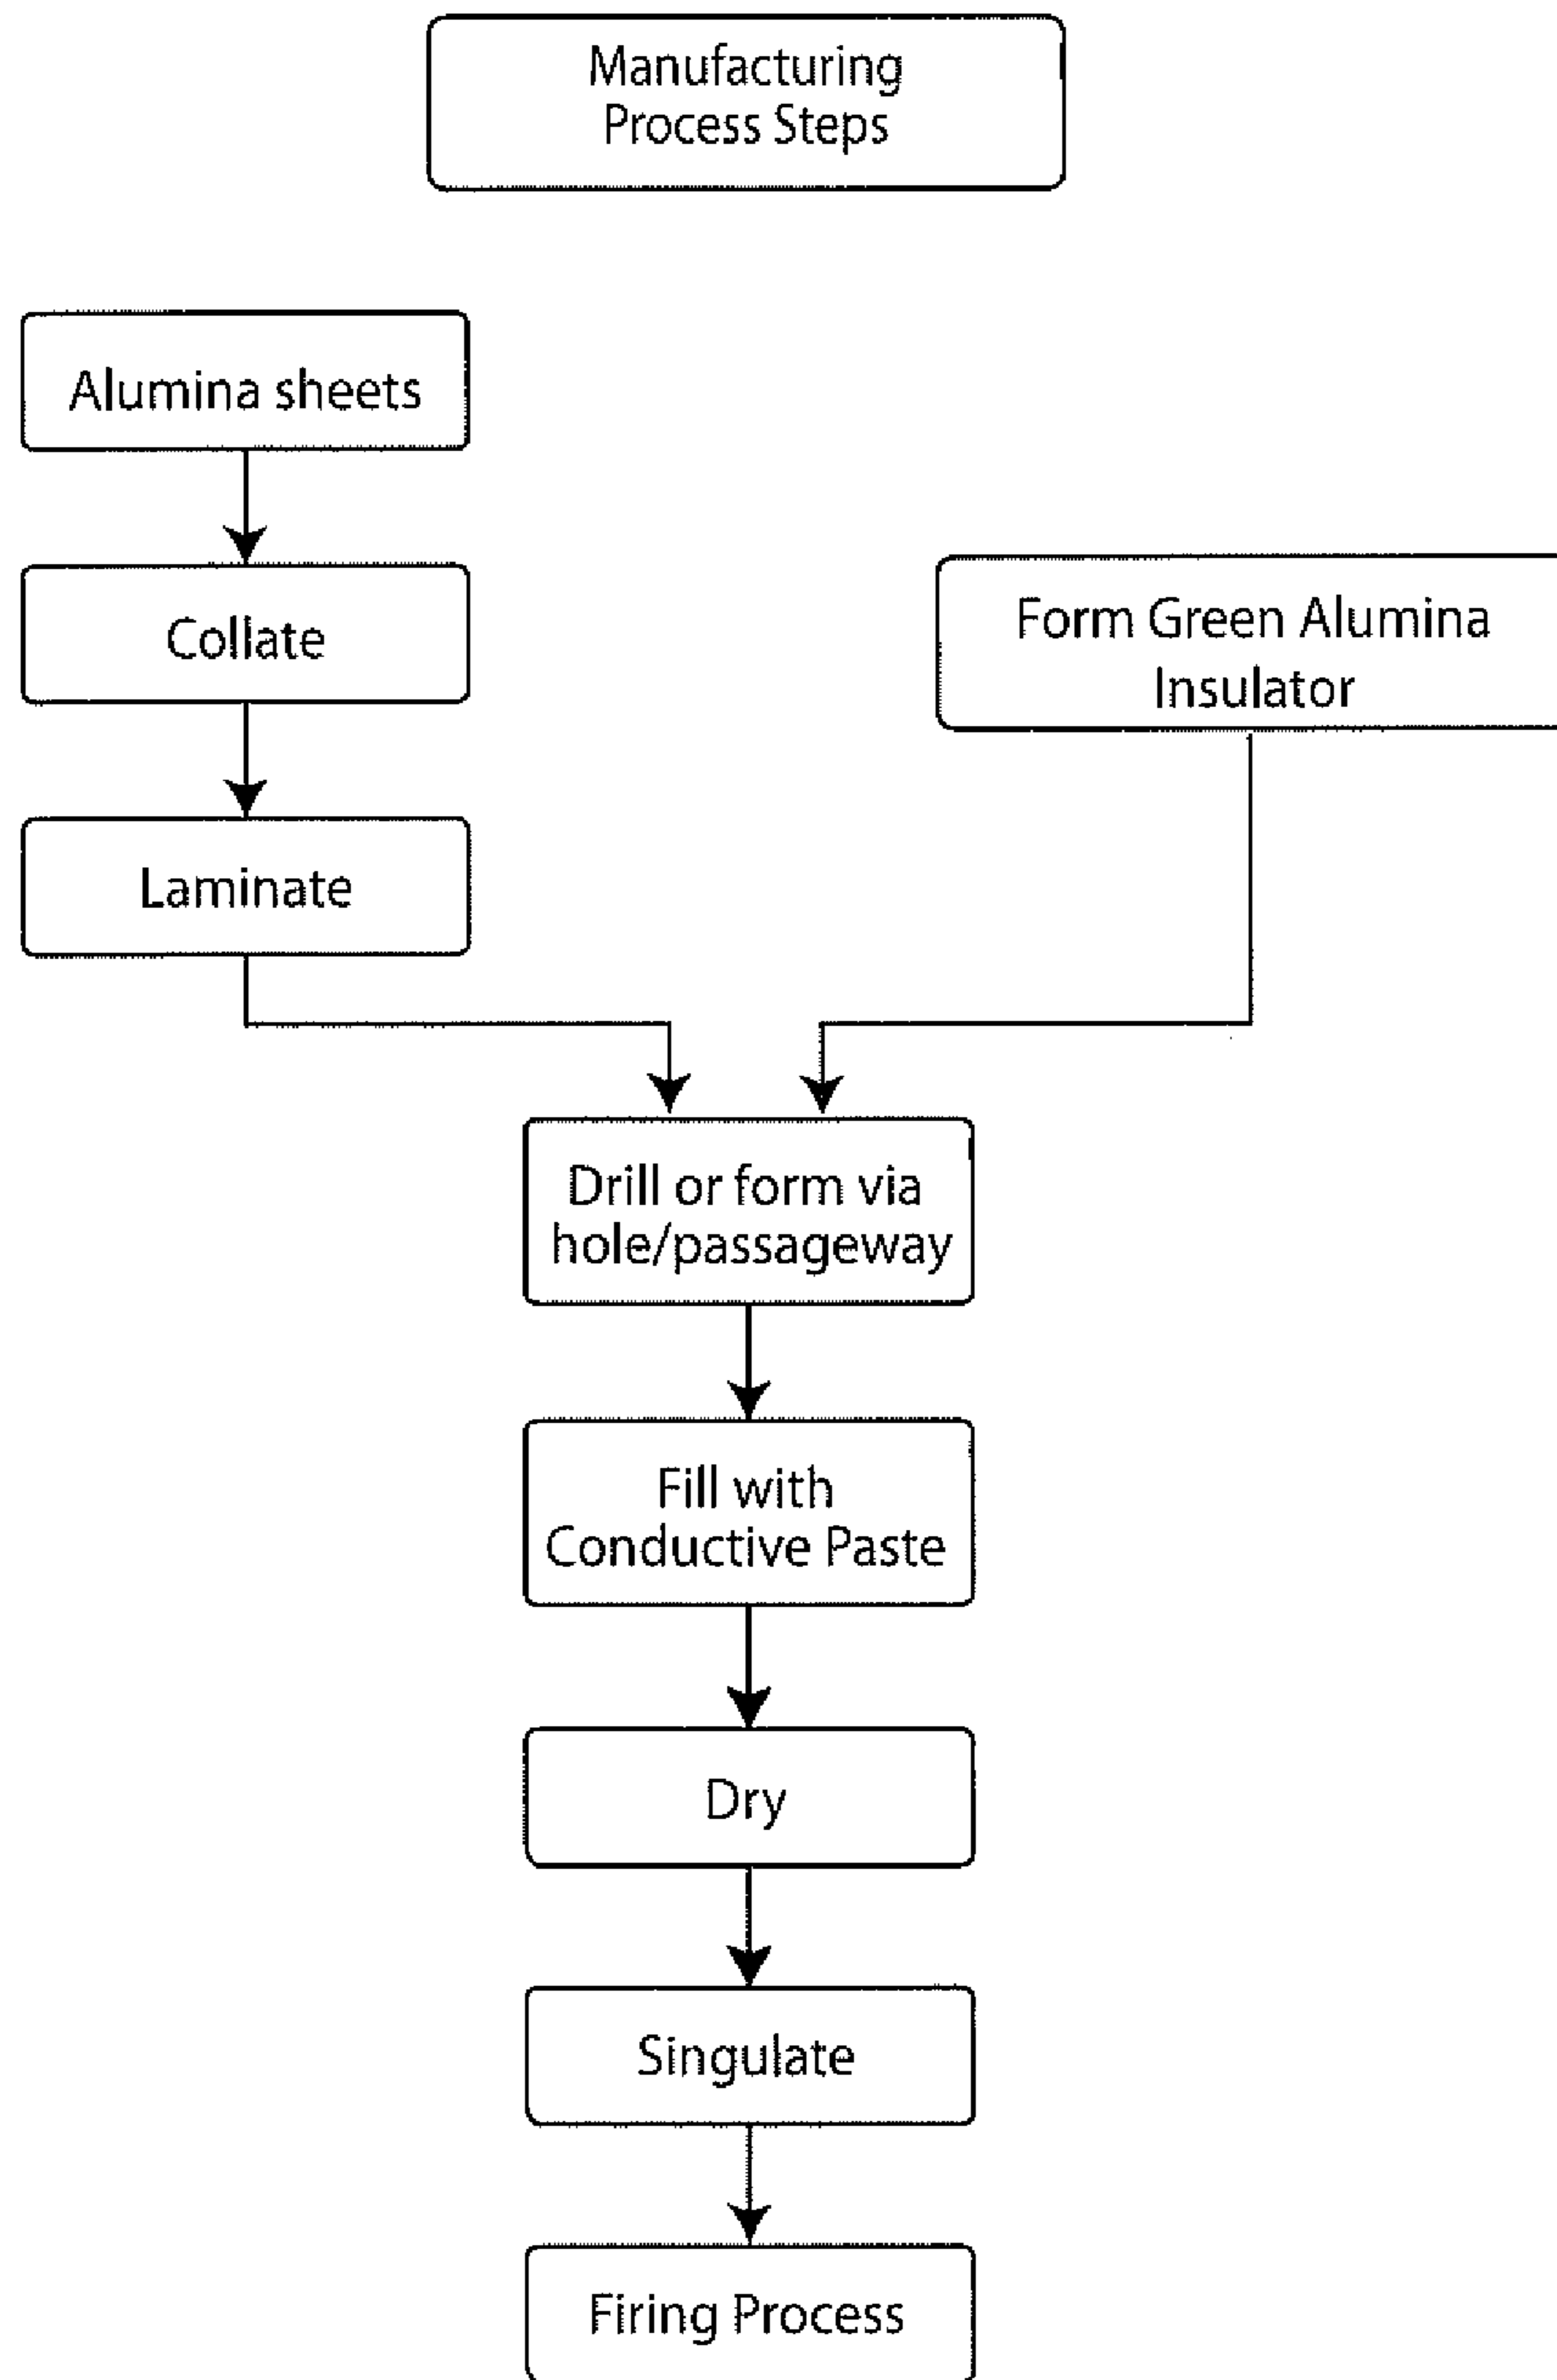 Manufacturing
Process Steps
Alumina sheets
Collate
Form Green Alumina
Insulator
Laminate
Drill or form via
hole/passageway
Fill with
Conductive Paste
Dry
Singulate
Firing Process